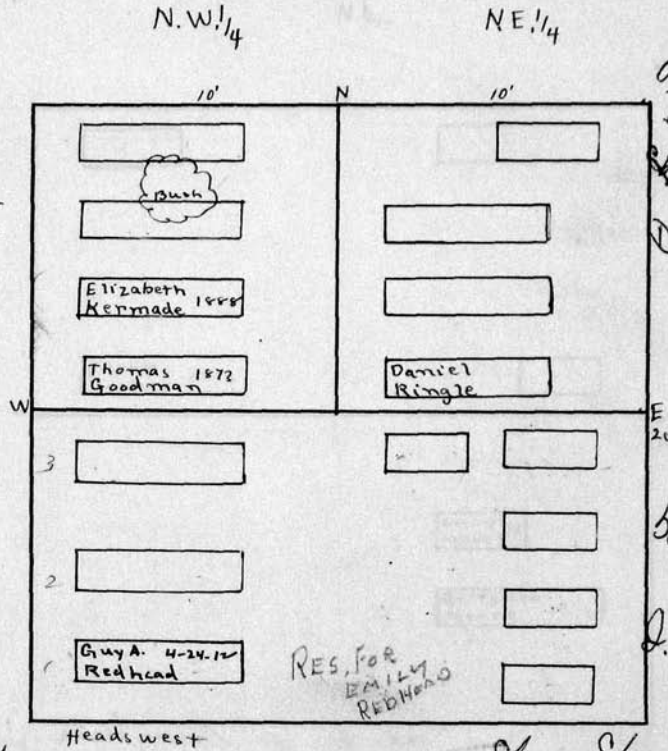 N.W. 1/4 NE. 1/4
10' N 10'
Bush
Elizabeth
Kermade 1888
Thomas 1872
Goodman
Daniel
Ringle
W E
3
2
Guy A. 4-24-12
Redhead
RES. FOR
EMILY
REDHEAD
Heads west